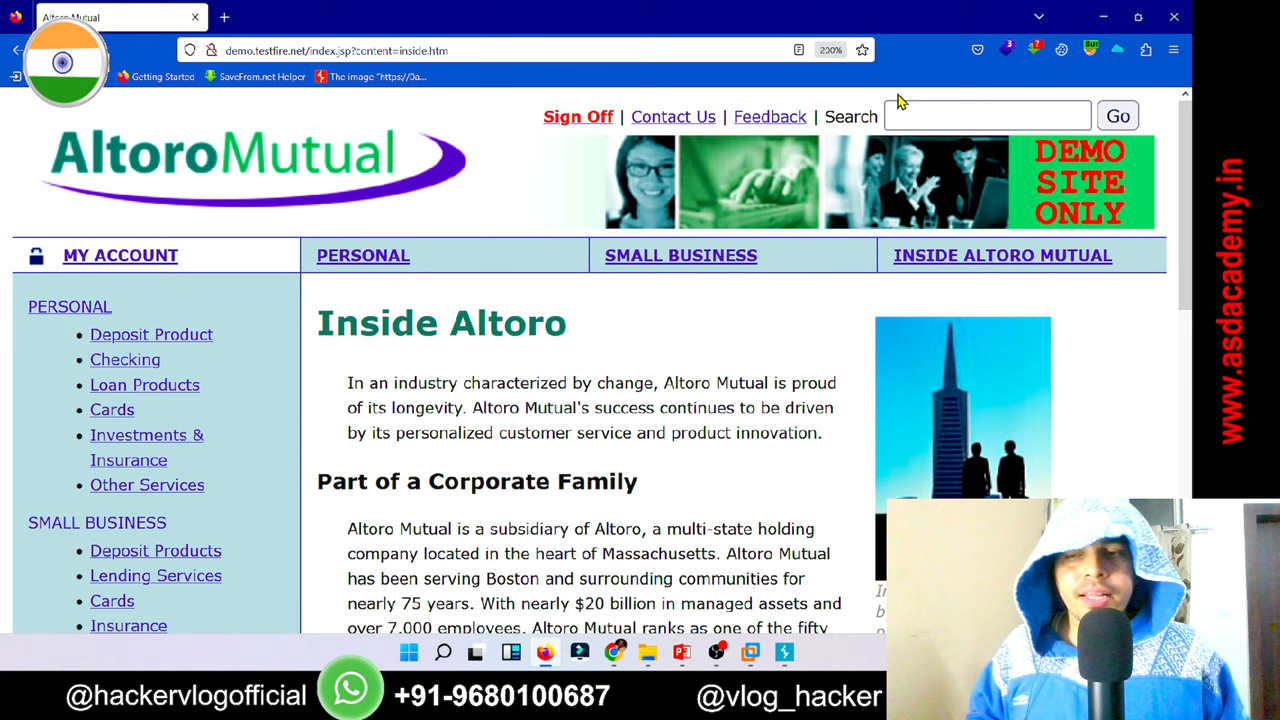 Altoro Mutual
demo.testfire.net/index.jsp?content=inside.htm
200%
3
?
Sur
Getting Started
SaveFrom.net Helper
The image "https://0a...
Sign Off | Contact Us | Feedback | Search
Go
AltoroMutual
DEMO
SITE
ONLY
MY ACCOUNT
PERSONAL
SMALL BUSINESS
INSIDE ALTORO MUTUAL
PERSONAL
Deposit Product
Checking
Loan Products
Cards
Investments &
Insurance
Other Services
SMALL BUSINESS
Deposit Products
Lending Services
Cards
Insurance
Inside Altoro
In an industry characterized by change, Altoro Mutual is proud
of its longevity. Altoro Mutual's success continues to be driven
by its personalized customer service and product innovation.
Part of a Corporate Family
Altoro Mutual is a subsidiary of Altoro, a multi-state holding
company located in the heart of Massachusetts. Altoro Mutual
has been serving Boston and surrounding communities for
nearly 75 years. With nearly $20 billion in managed assets and
over 7,000 employees, Altoro Mutual ranks as one of the fifty
www.asdacademy.in
@hackervlogofficial
+91-9680100687
@vlog_hacker